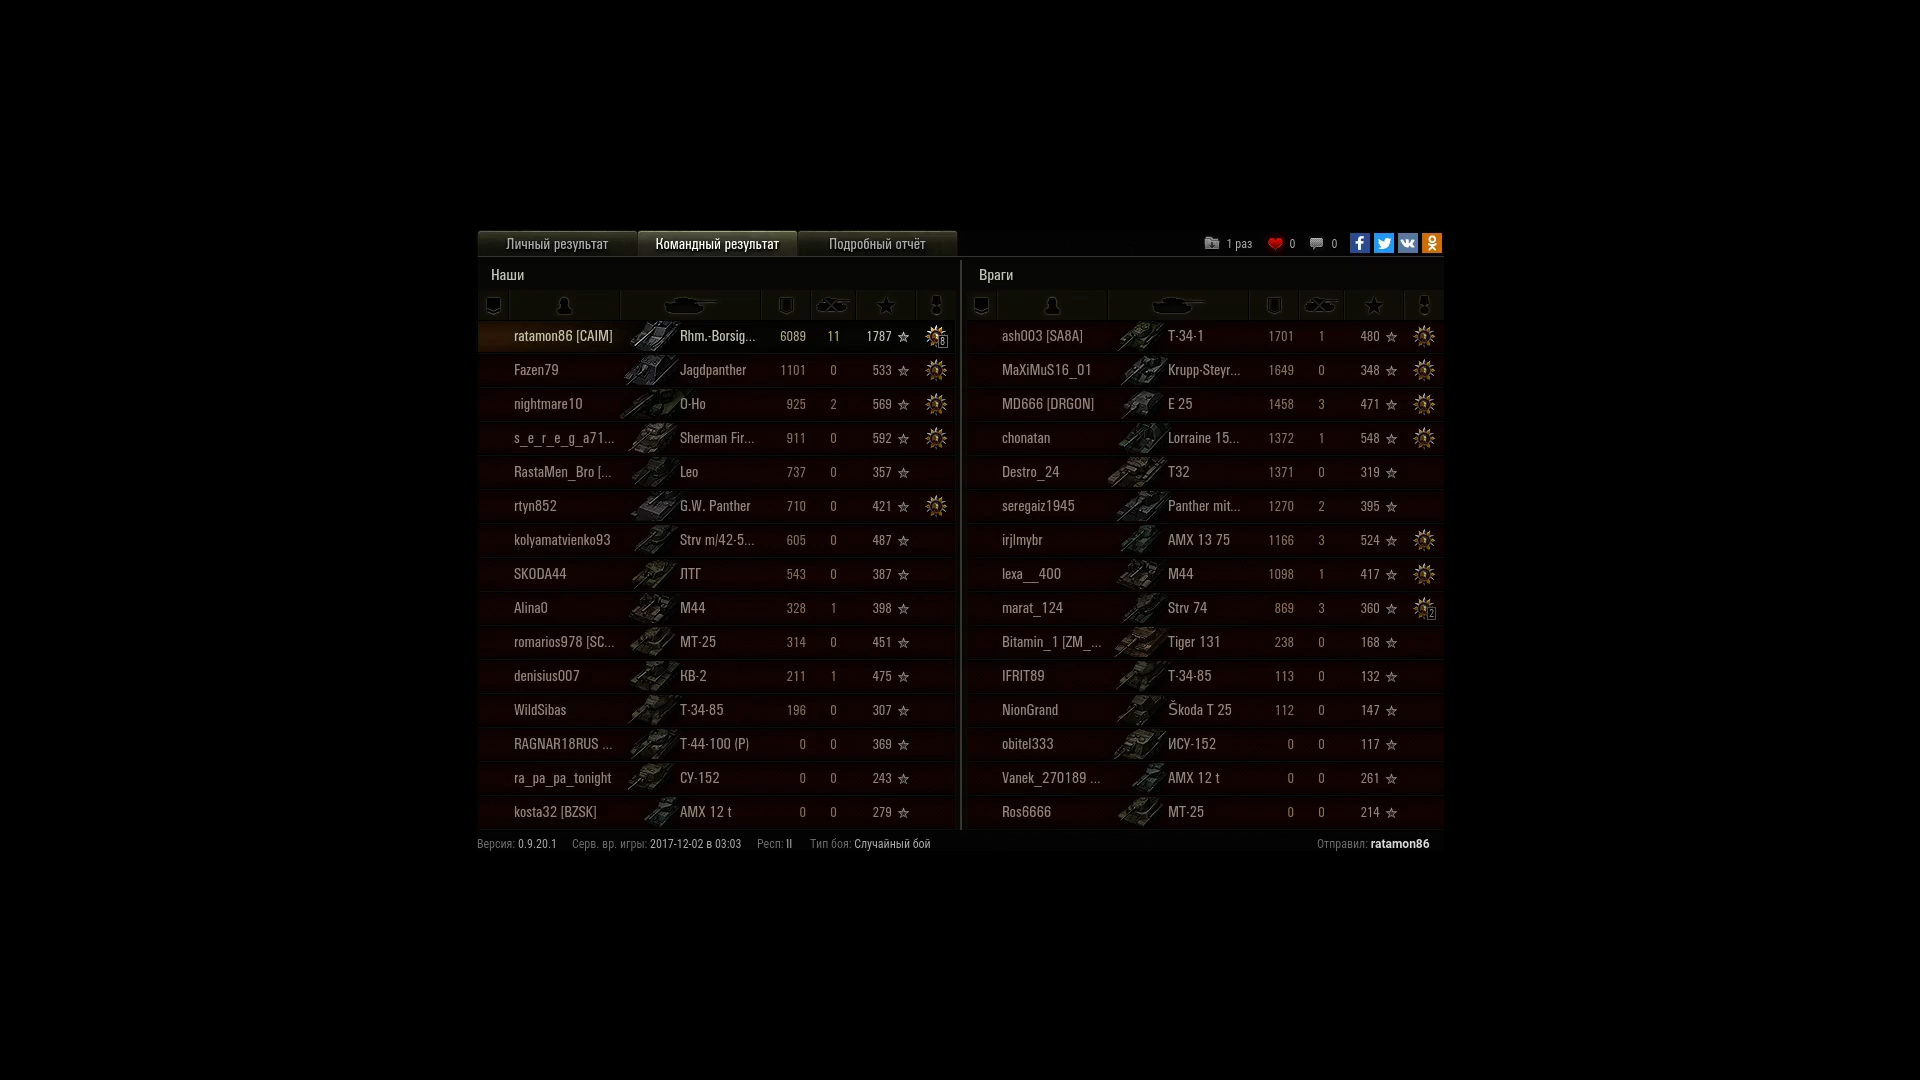 Личный результат Командный результат Подробный отчёт 1 раз 0 0
Наши Враги
ratamon86 [CAIM] Rhm.-Borsig... 6089 11 1787 8
Fazen79 Jagdpanther 1101 0 533
nightmare10 O-Ho 925 2 569
s_e_r_e_g_a71... Sherman Fir... 911 0 592
RastaMen_Bro [... Leo 737 0 357
rtyn852 G.W. Panther 710 0 421
kolyamatvienko93 Strv m/42-5... 605 0 487
SKODA44 ЛТГ 543 0 387
Alina0 M44 328 1 398
romarios978 [SC... МТ-25 314 0 451
denisius007 КВ-2 211 1 475
WildSibas Т-34-85 196 0 307
RAGNAR18RUS ... Т-44-100 (Р) 0 0 369
ra_pa_pa_tonight СУ-152 0 0 243
kosta32 [BZSK] AMX 12 t 0 0 279
ash003 [SA8A] T-34-1 1701 1 480
MaXiMuS16_01 Krupp-Steyr... 1649 0 348
MD666 [DRGON] E 25 1458 3 471
chonatan Lorraine 15... 1372 1 548
Destro_24 T32 1371 0 319
seregaiz1945 Panther mit... 1270 2 395
irjlmybr AMX 13 75 1166 3 524
lexa__400 M44 1098 1 417
marat_124 Strv 74 869 3 360 2
Bitamin_1 [ZM_... Tiger 131 238 0 168
IFRIT89 Т-34-85 113 0 132
NionGrand Škoda T 25 112 0 147
obitel333 ИСУ-152 0 0 117
Vanek_270189 ... AMX 12 t 0 0 261
Ros6666 МТ-25 0 0 214
Версия: 0.9.20.1 Серв. вр. игры: 2017-12-02 в 03:03 Респ: II Тип боя: Случайный бой Отправил: ratamon86